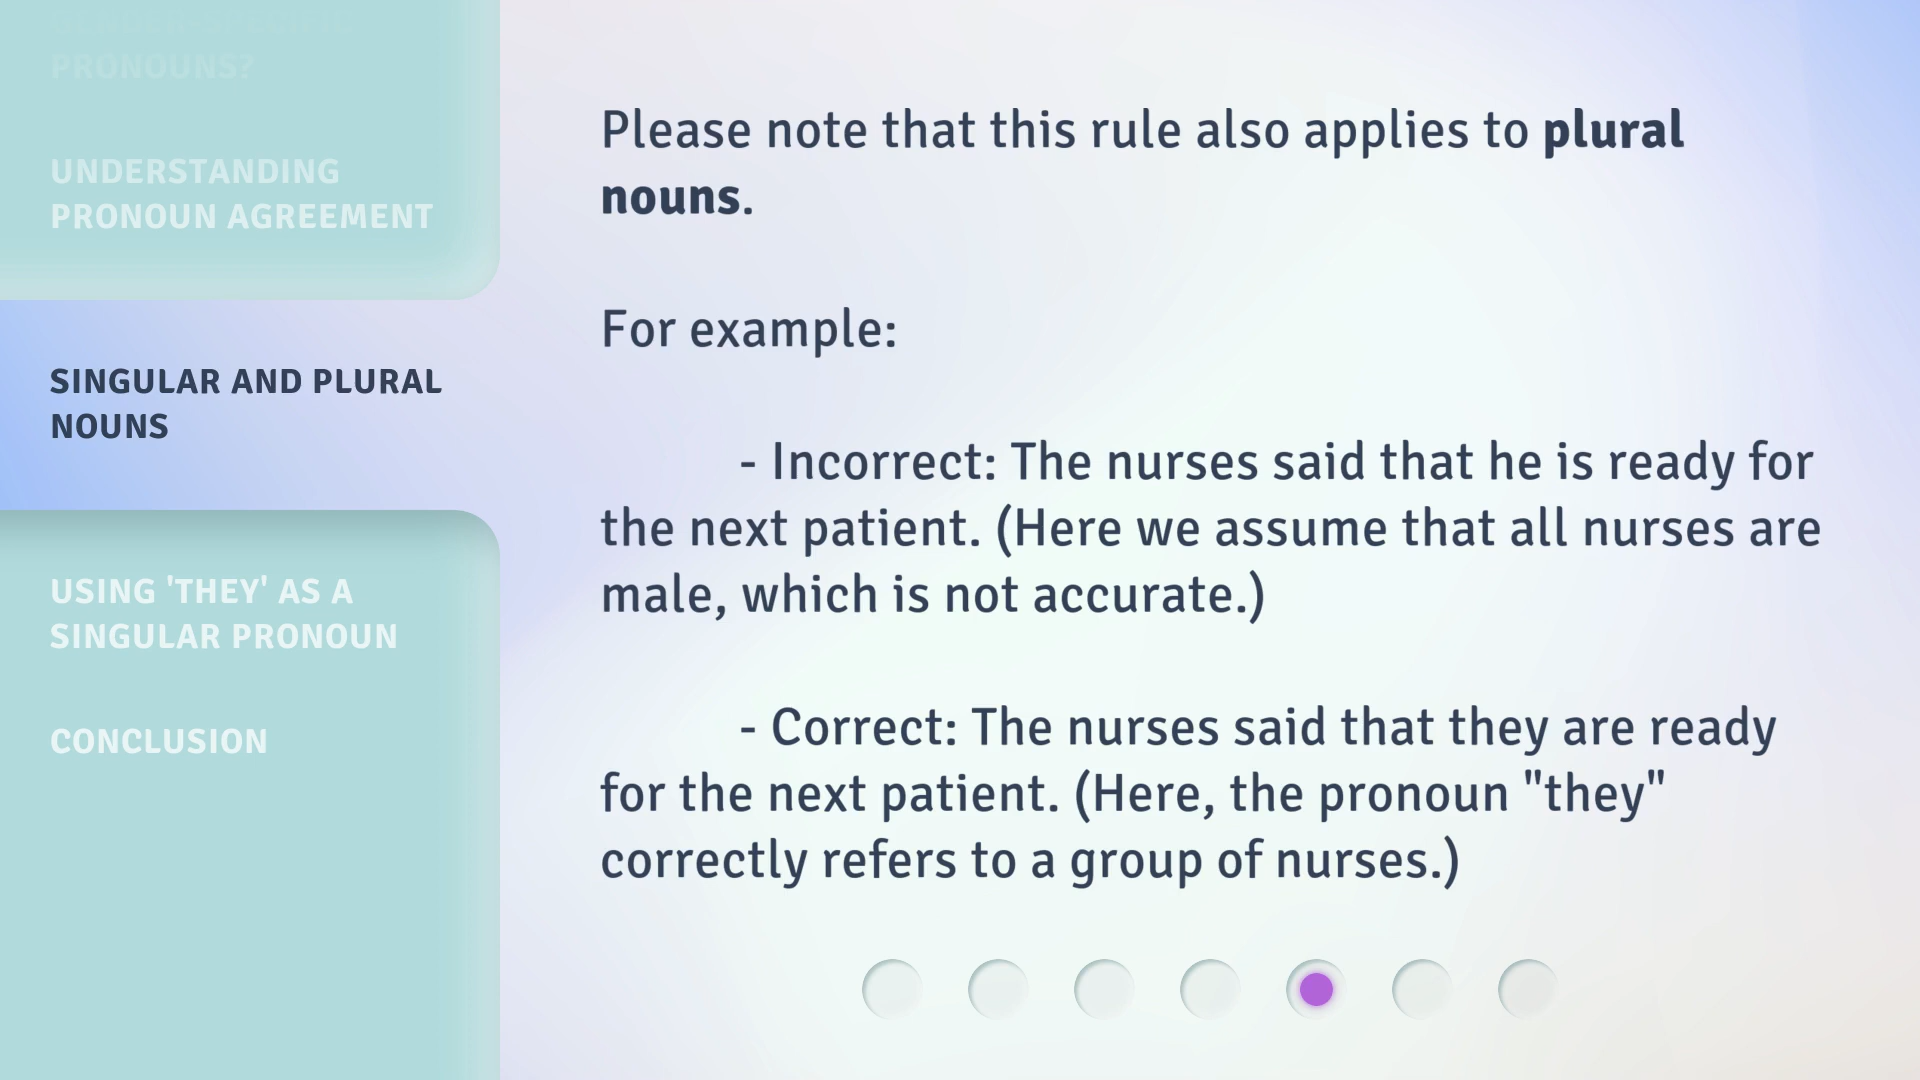 PRONOUNS?
UNDERSTANDING
PRONOUN AGREEMENT
SINGULAR AND PLURAL
NOUNS
USING 'THEY' AS A
SINGULAR PRONOUN
CONCLUSION
Please note that this rule also applies to plural
nouns.
For example:
- Incorrect: The nurses said that he is ready for
the next patient. (Here we assume that all nurses are
male, which is not accurate.)
- Correct: The nurses said that they are ready
for the next patient. (Here, the pronoun "they"
correctly refers to a group of nurses.)